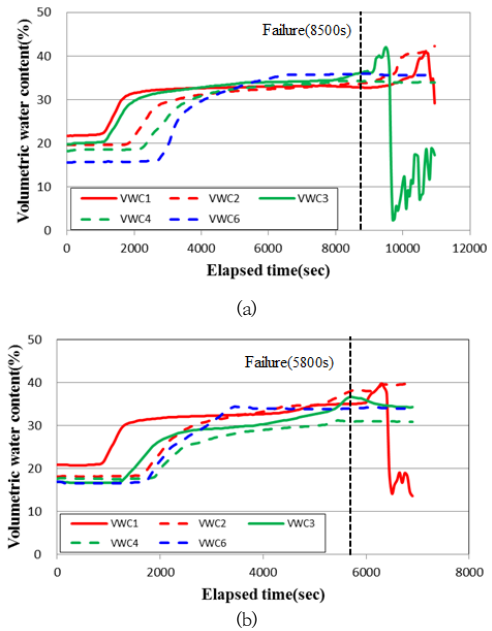 50
40
30
20
10
0
Volumetric water content(%)
Failure(8500s)
VWC1 VWC2 VWC3
VWC4 VWC6
0 2000 4000 6000 8000 10000 12000
Elapsed time(sec)
(a)
50
40
30
20
10
0
Volumetric water content(%)
Failure(5800s)
VWC1 VWC2 VWC3
VWC4 VWC6
0 2000 4000 6000 8000
Elapsed time(sec)
(b)